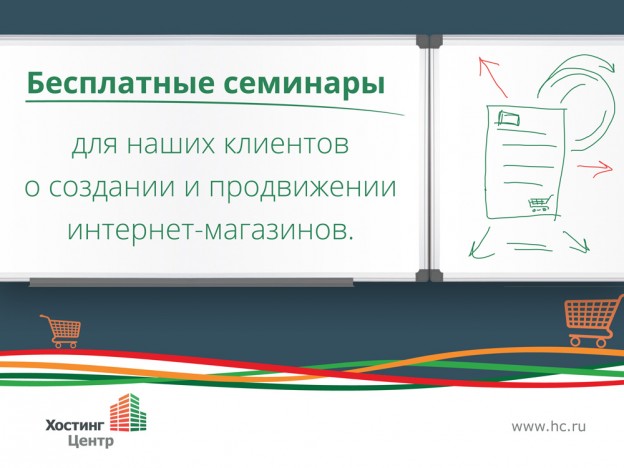 Бесплатные семинары
для наших клиентов
о создании и продвижении
интернет-магазинов.
Хостинг
Центр
www.hc.ru